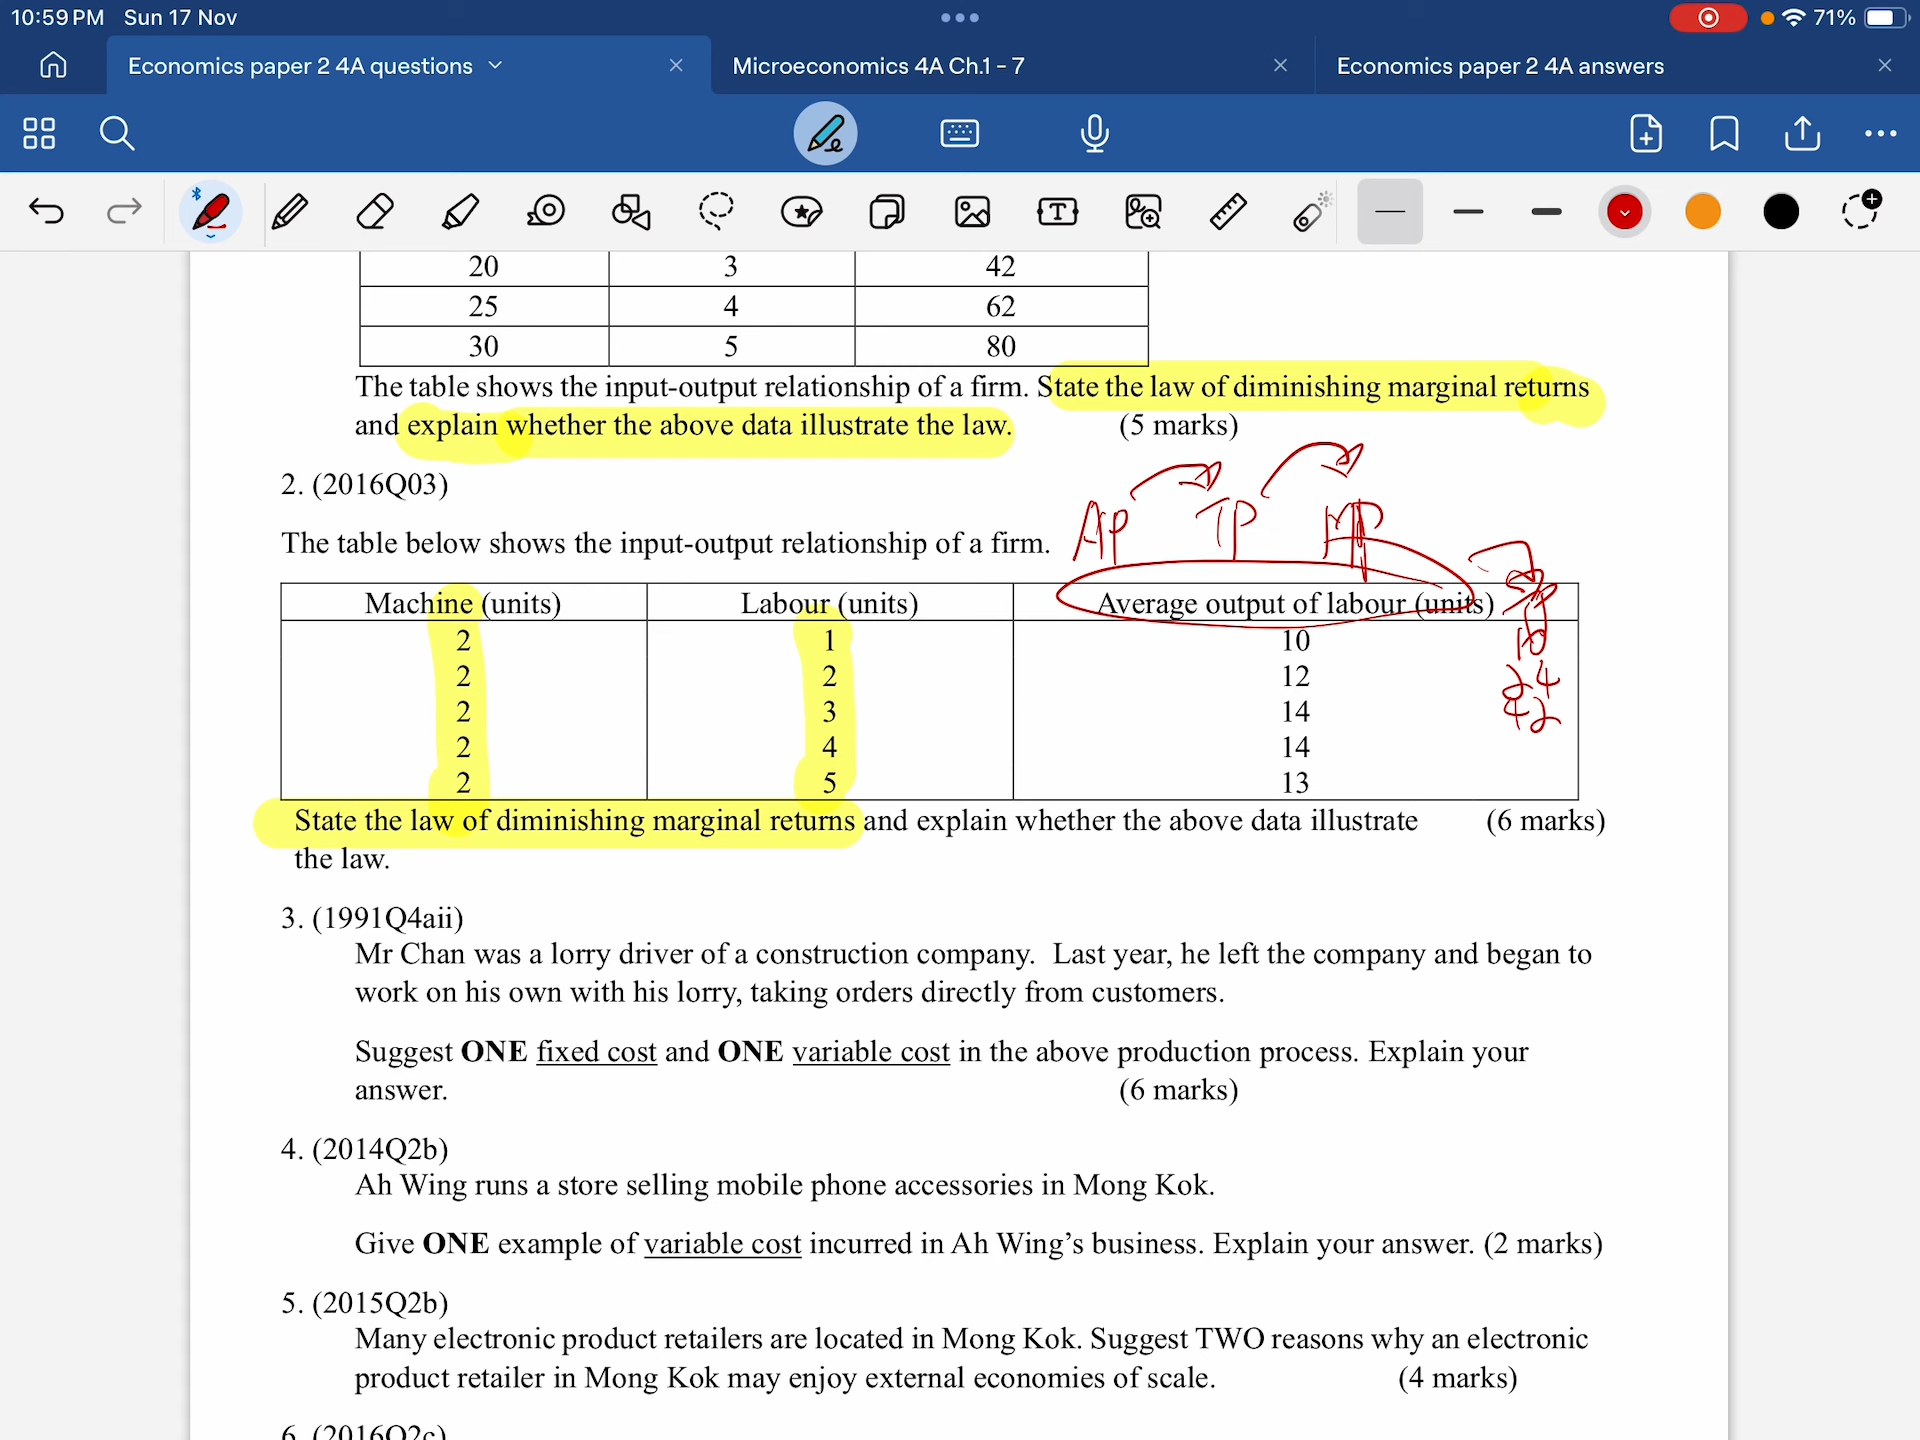 10:59 PM Sun 17 Nov
71%
Economics paper 2 4A questions
Microeconomics 4A Ch.1 - 7
Economics paper 2 4A answers
20 3 42
25 4 62
30 5 80
The table shows the input-output relationship of a firm. State the law of diminishing marginal returns
and explain whether the above data illustrate the law. (5 marks)
2. (2016Q03)
AP TP MP
The table below shows the input-output relationship of a firm.
Machine (units) Labour (units) Average output of labour (units) TP
2 1 10 10
2 2 12 24
2 3 14 42
2 4 14
2 5 13
State the law of diminishing marginal returns and explain whether the above data illustrate (6 marks)
the law.
3. (1991Q4aii)
Mr Chan was a lorry driver of a construction company. Last year, he left the company and began to
work on his own with his lorry, taking orders directly from customers.
Suggest ONE fixed cost and ONE variable cost in the above production process. Explain your
answer. (6 marks)
4. (2014Q2b)
Ah Wing runs a store selling mobile phone accessories in Mong Kok.
Give ONE example of variable cost incurred in Ah Wing's business. Explain your answer. (2 marks)
5. (2015Q2b)
Many electronic product retailers are located in Mong Kok. Suggest TWO reasons why an electronic
product retailer in Mong Kok may enjoy external economies of scale. (4 marks)
6. (2016Q2c)